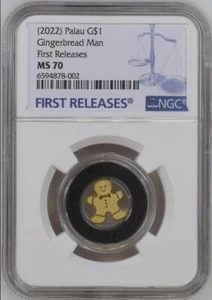 (2022) Palau G$1
Gingerbread Man
First Releases
MS 70
6594878-002
FIRST RELEASES®
NGC